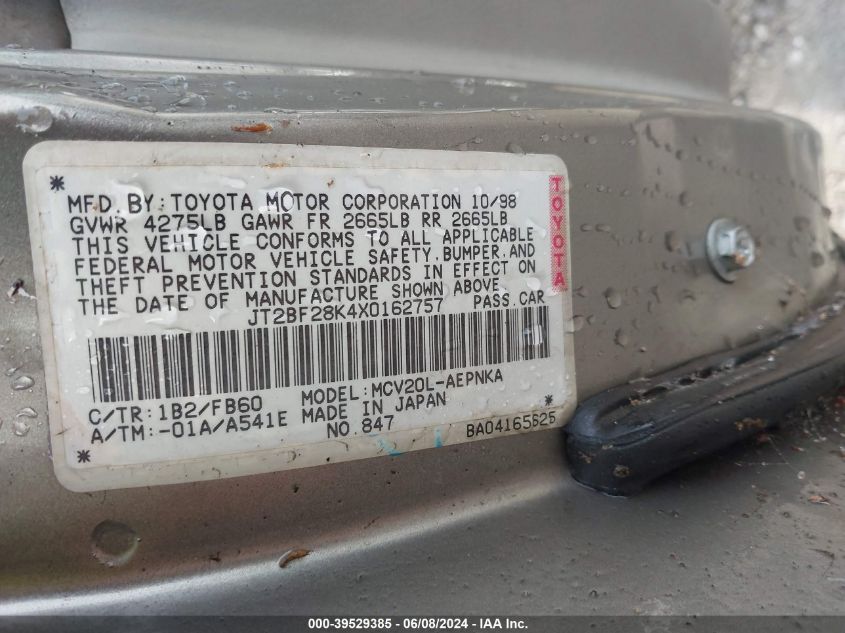 MFD.BY:TOYOTA MOTOR CORPORATION 10/98
GVWR 4275LB GAWR FR 2665LB RR 2665LB
THIS VEHICLE CONFORMS TO ALL APPLICABLE
FEDERAL MOTOR VEHICLE SAFETY,BUMPER,AND
THEFT PREVENTION STANDARDS IN EFFECT ON
THE DATE OF MANUFACTURE SHOWN ABOVE.
JT2BF28K4X0162757 PASS.CAR
TOYOTA
C/TR:1B2/FB60 MODEL:MCV20L-AEPNKA
A/TM:-01A/A541E MADE IN JAPAN
NO.847 BA04165625
000-39529385 - 06/08/2024 - IAA Inc.